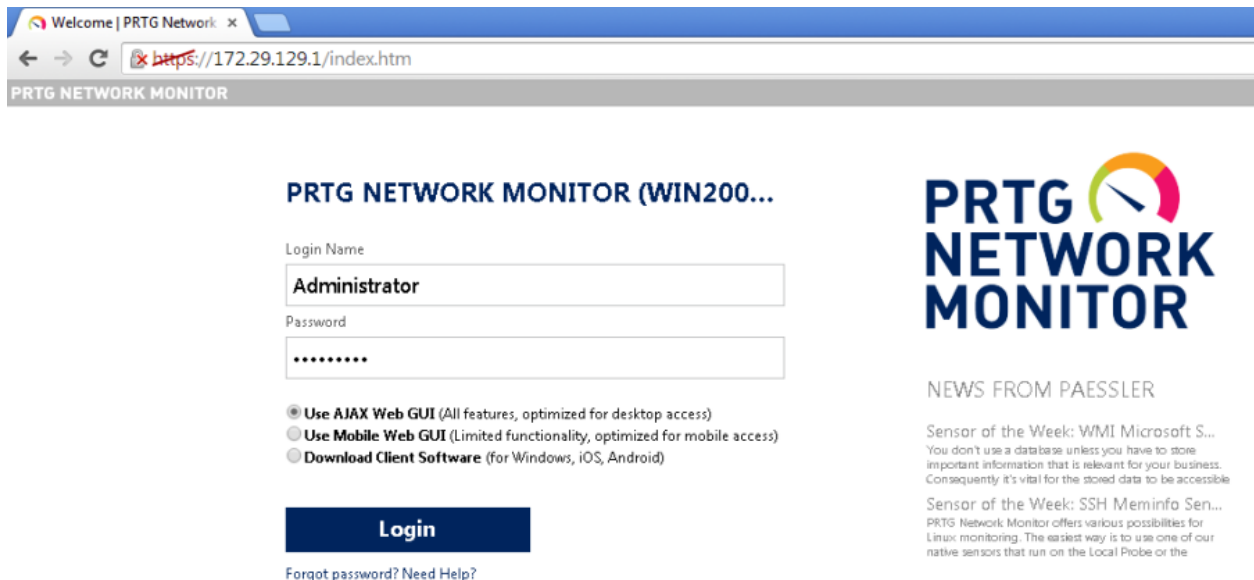 Welcome | PRTG Network
https://172.29.129.1/index.htm
PRTG NETWORK MONITOR
PRTG NETWORK MONITOR (WIN200...
Login Name
Administrator
Password
•••••••••
Use AJAX Web GUI (All features, optimized for desktop access)
Use Mobile Web GUI (Limited functionality, optimized for mobile access)
Download Client Software (for Windows, iOS, Android)
Login
Forgot password? Need Help?
PRTG
NETWORK
MONITOR
NEWS FROM PAESSLER
Sensor of the Week: WMI Microsoft S...
You don't use a database unless you have to store
important information that is relevant for your business.
Consequently it's vital for the stored data to be accessible
Sensor of the Week: SSH Meminfo Sen...
PRTG Network Monitor offers various possibilities for
Linux monitoring. The easiest way is to use one of our
native sensors that run on the Local Probe or the